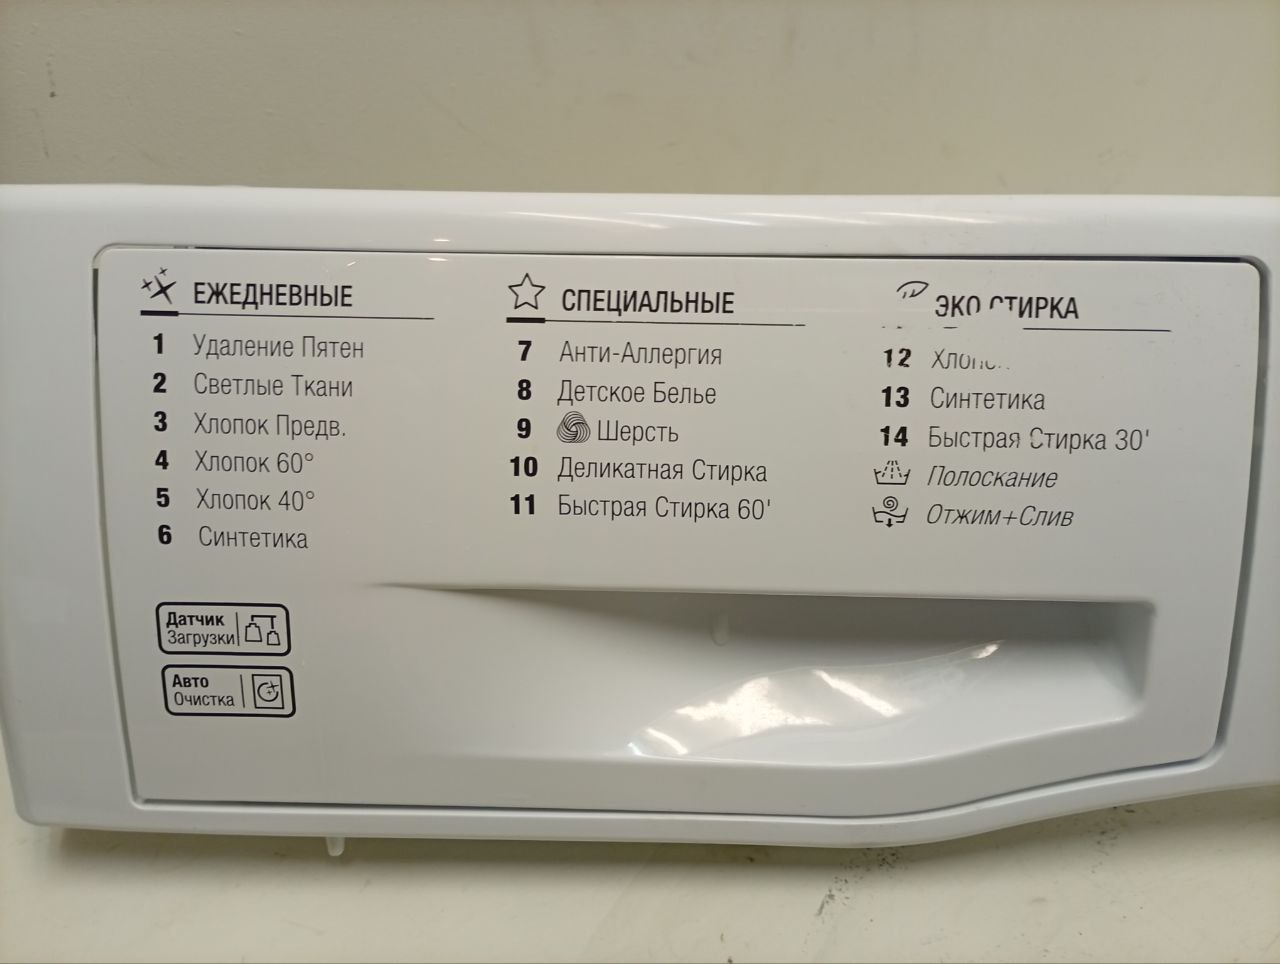 ЕЖЕДНЕВНЫЕ
1 Удаление Пятен
2 Светлые Ткани
3 Хлопок Предв.
4 Хлопок 60°
5 Хлопок 40°
6 Синтетика
Датчик
Загрузки
Авто
Очистка
СПЕЦИАЛЬНЫЕ
7 Анти-Аллергия
8 Детское Белье
9 Шерсть
10 Деликатная Стирка
11 Быстрая Стирка 60'
ЭКО СТИРКА
12 Хлопок
13 Синтетика
14 Быстрая Стирка 30'
Полоскание
Отжим+Слив